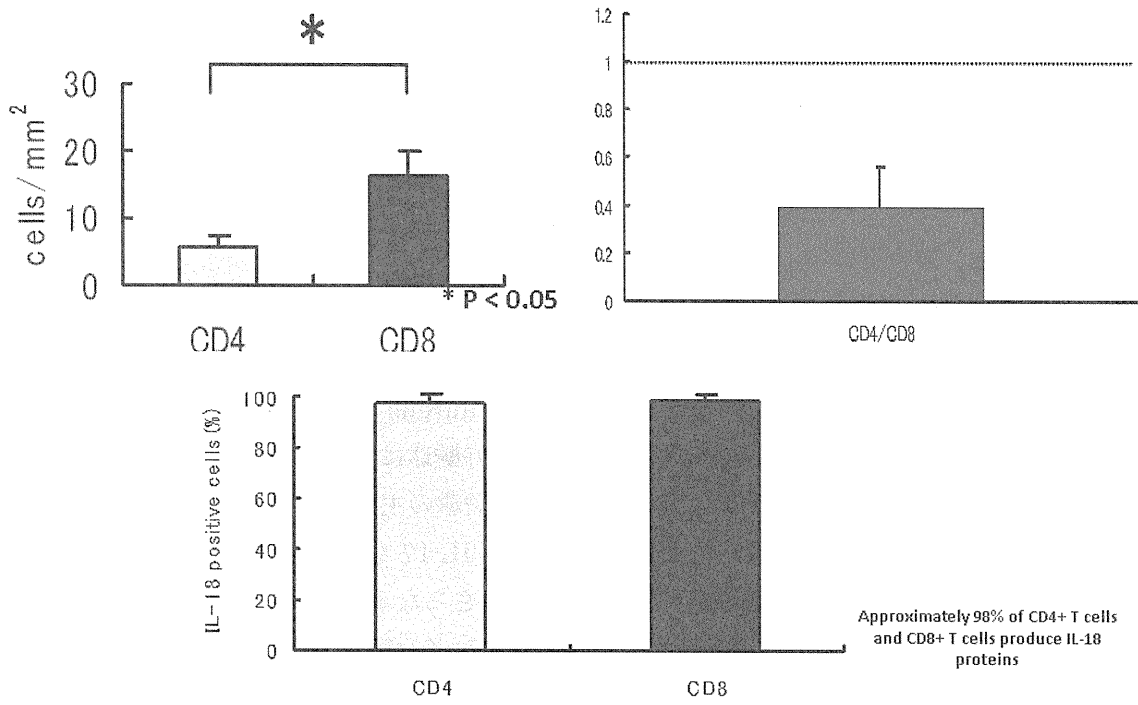 *
30
20
10
0
cells/mm²
CD4
CD8
* P < 0.05
1.2
1
0.8
0.6
0.4
0.2
0
CD4/CD8
100
80
60
40
20
0
IL-18 positive cells (%)
CD4
CD8
Approximately 98% of CD4+ T cells
and CD8+ T cells produce IL-18
proteins